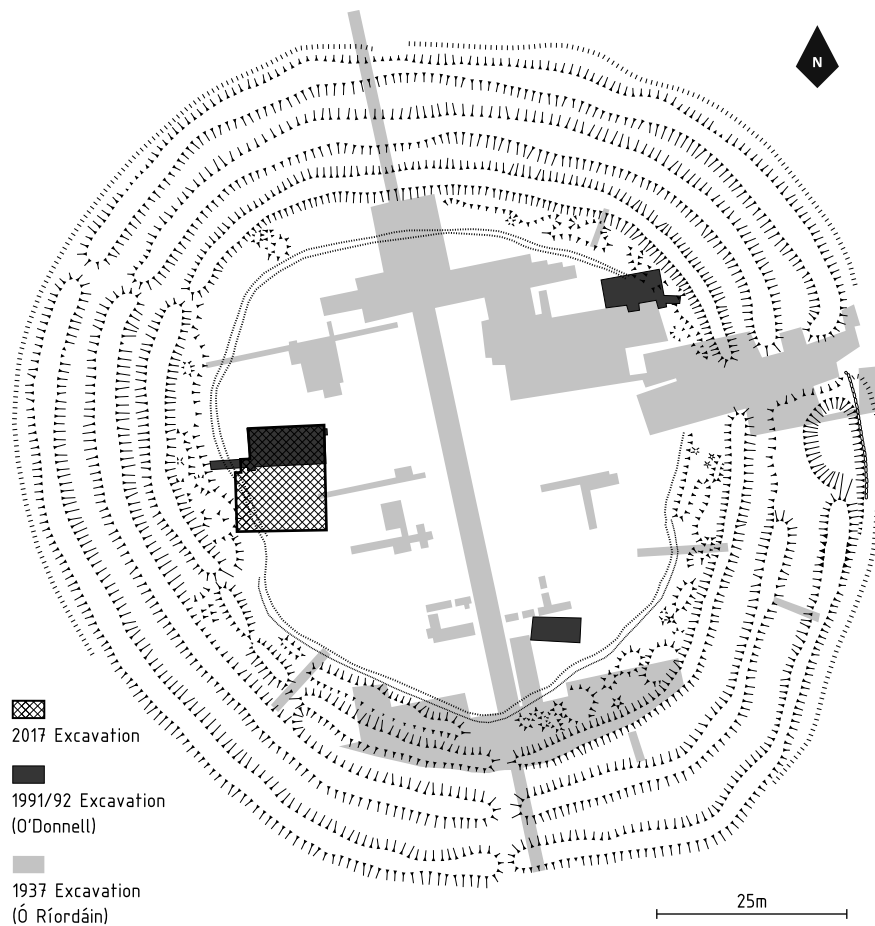 N
2017 Excavation
1991/92 Excavation
(O'Donnell)
1937 Excavation
(Ó Ríordáin)
25m